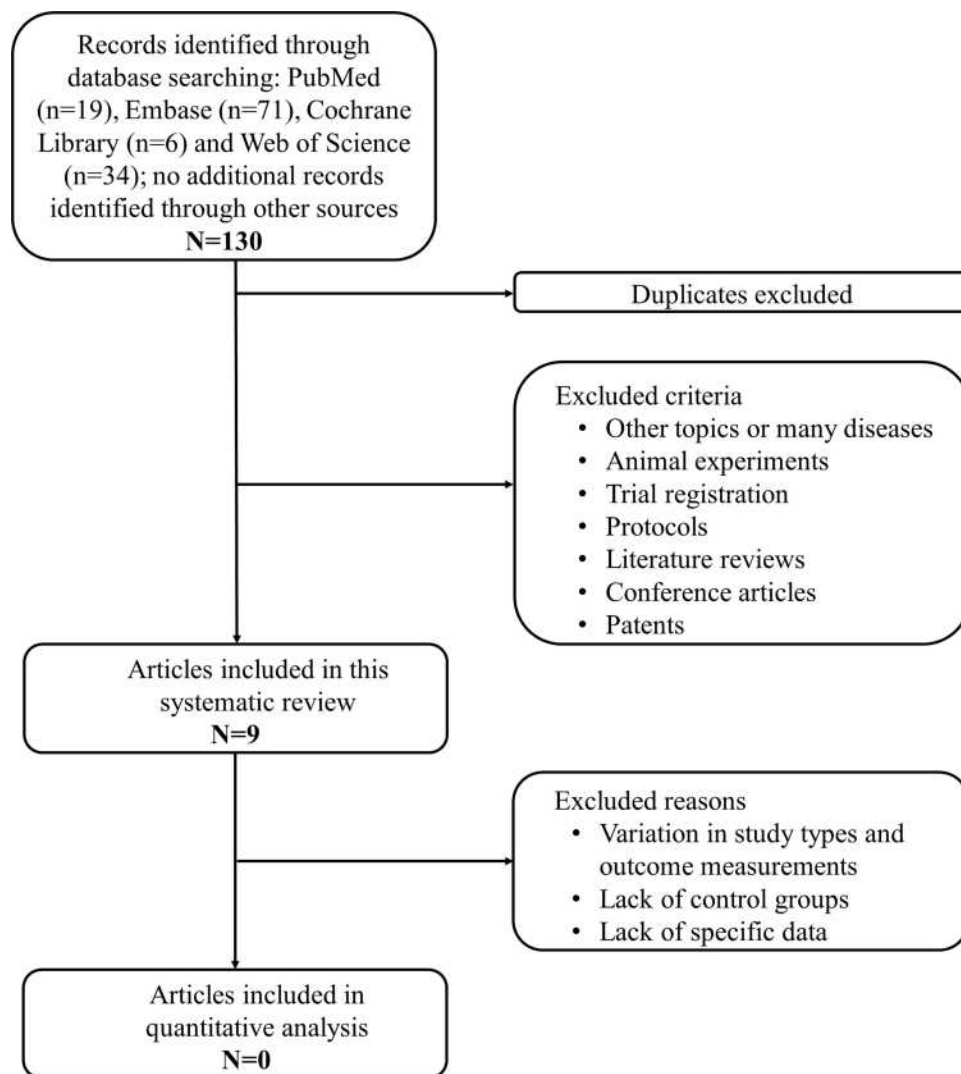 Records identified through
database searching: PubMed
(n=19), Embase (n=71), Cochrane
Library (n=6) and Web of Science
(n=34); no additional records
identified through other sources
N=130
Duplicates excluded
Excluded criteria
• Other topics or many diseases
• Animal experiments
• Trial registration
• Protocols
• Literature reviews
• Conference articles
• Patents
Articles included in this
systematic review
N=9
Excluded reasons
• Variation in study types and
outcome measurements
• Lack of control groups
• Lack of specific data
Articles included in
quantitative analysis
N=0